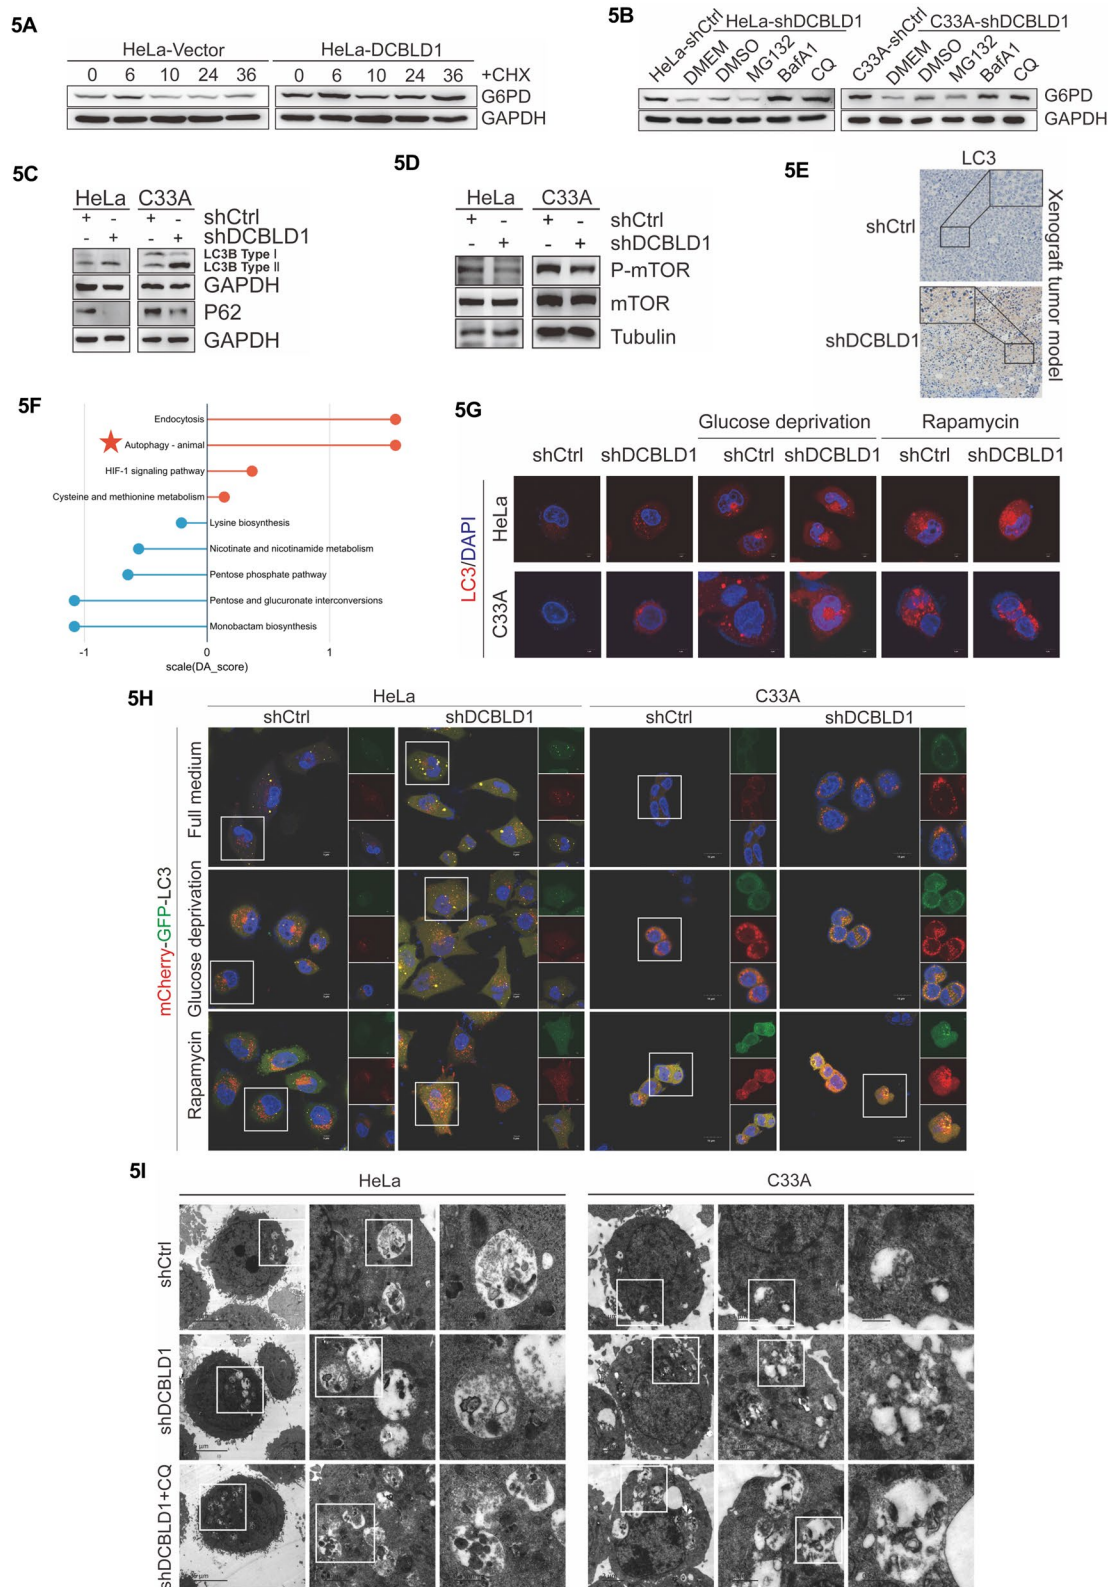 5A
HeLa-Vector HeLa-DCBLD1
0 6 10 24 36 0 6 10 24 36 +CHX
G6PD
GAPDH
5B
HeLa-shDCBLD1 C33A-shDCBLD1
HeLa-shCtrl DMEM DMSO MG132 BafA1 CQ C33A-shCtrl DMEM DMSO MG132 BafA1 CQ
G6PD
GAPDH
5C
HeLa C33A
+ - + - shCtrl
- + - + shDCBLD1
LC3B Type I
LC3B Type II
GAPDH
P62
GAPDH
5D
HeLa C33A
+ - + - shCtrl
- + - + shDCBLD1
P-mTOR
mTOR
Tubulin
5E
LC3
shCtrl
shDCBLD1
Xenograft tumor model
5F
Endocytosis
Autophagy - animal
HIF-1 signaling pathway
Cysteine and methionine metabolism
Lysine biosynthesis
Nicotinate and nicotinamide metabolism
Pentose phosphate pathway
Pentose and glucuronate interconversions
Monobactam biosynthesis
-1 0 1
scale(DA_score)
5G
Glucose deprivation Rapamycin
shCtrl shDCBLD1 shCtrl shDCBLD1 shCtrl shDCBLD1
LC3/DAPI
HeLa
C33A
5H
HeLa C33A
shCtrl shDCBLD1 shCtrl shDCBLD1
mCherry-GFP-LC3
Full medium
Glucose deprivation
Rapamycin
5I
HeLa C33A
shCtrl
shDCBLD1
shDCBLD1+CQ